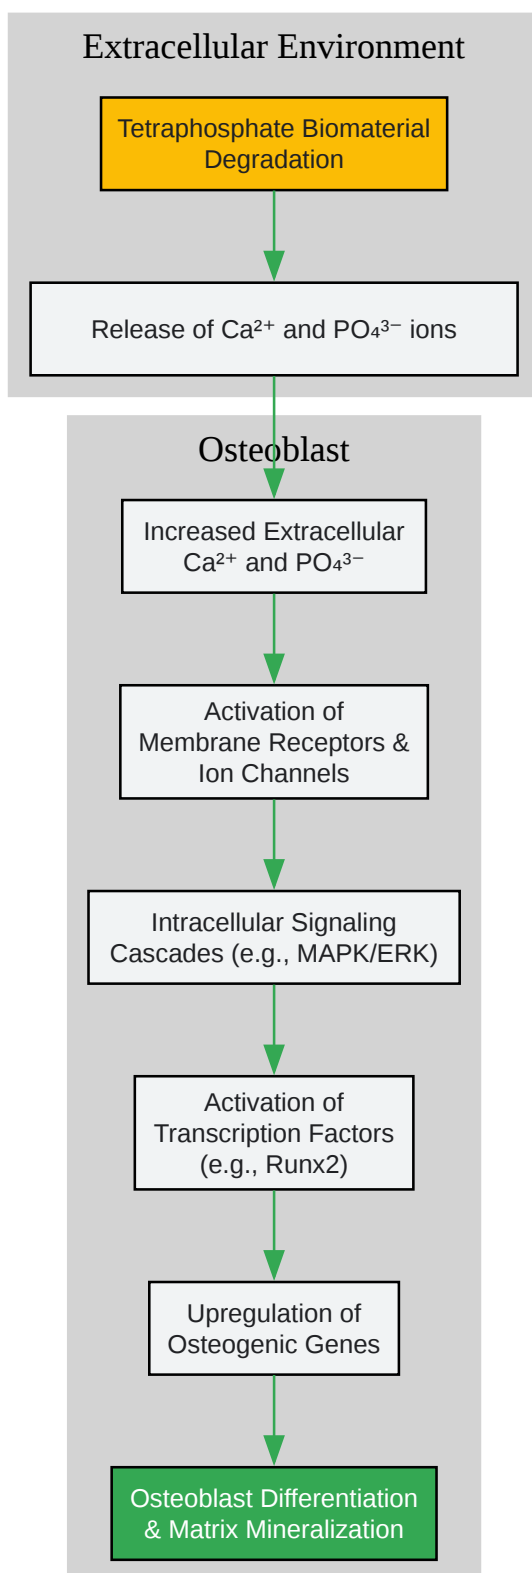 Extracellular Environment
Tetraphosphate Biomaterial
Degradation
Release of Ca²⁺ and PO₄³⁻ ions
Osteoblast
Increased Extracellular
Ca²⁺ and PO₄³⁻
Activation of
Membrane Receptors &
Ion Channels
Intracellular Signaling
Cascades (e.g., MAPK/ERK)
Activation of
Transcription Factors
(e.g., Runx2)
Upregulation of
Osteogenic Genes
Osteoblast Differentiation
& Matrix Mineralization